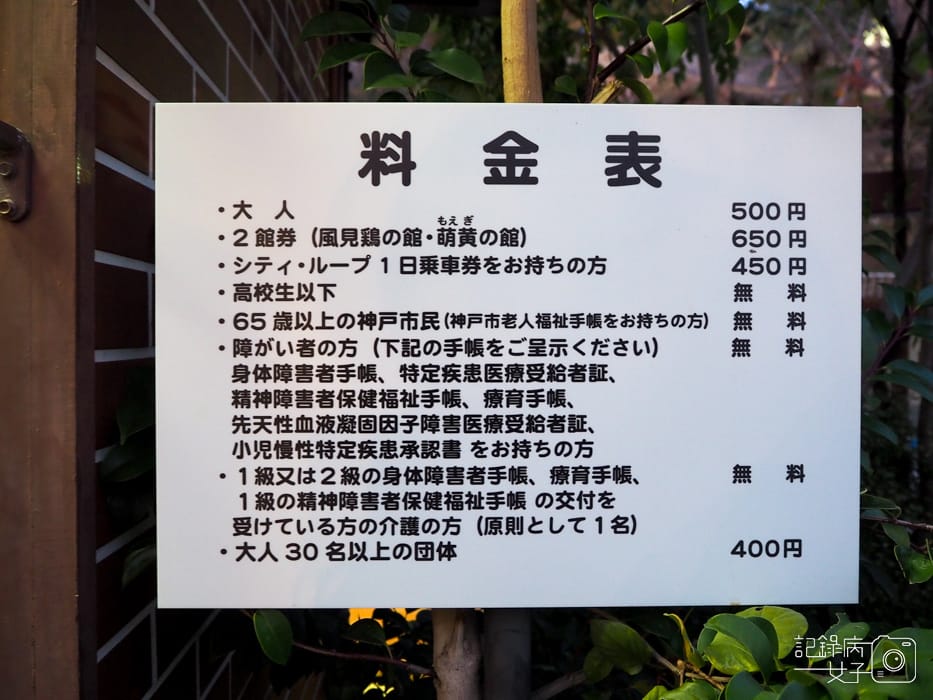 料金表
・大　人　500円
もえぎ
・2館券（風見鶏の館・萌黄の館）　650円
・シティ・ループ1日乗車券をお持ちの方　450円
・高校生以下　無　料
・65歳以上の神戸市民（神戸市老人福祉手帳をお持ちの方）　無　料
・障がい者の方（下記の手帳をご呈示ください）　無　料
身体障害者手帳、特定疾患医療受給者証、
精神障害者保健福祉手帳、療育手帳、
先天性血液凝固因子障害医療受給者証、
小児慢性特定疾患承認書 をお持ちの方
・1級又は2級の身体障害者手帳、療育手帳、　無　料
1級の精神障害者保健福祉手帳 の交付を
受けている方の介護の方（原則として1名）
・大人30名以上の団体　400円
記錄病
女子